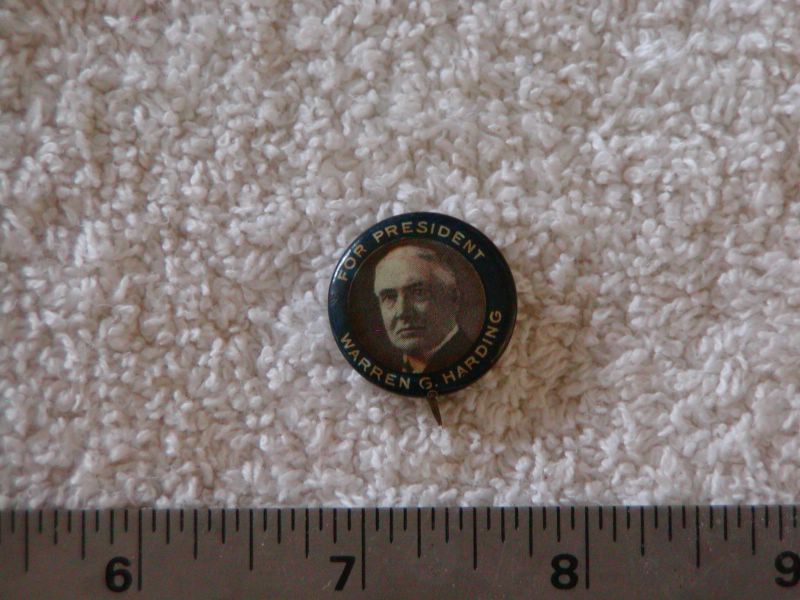 FOR PRESIDENT
WARREN G. HARDING
6 7 8 9